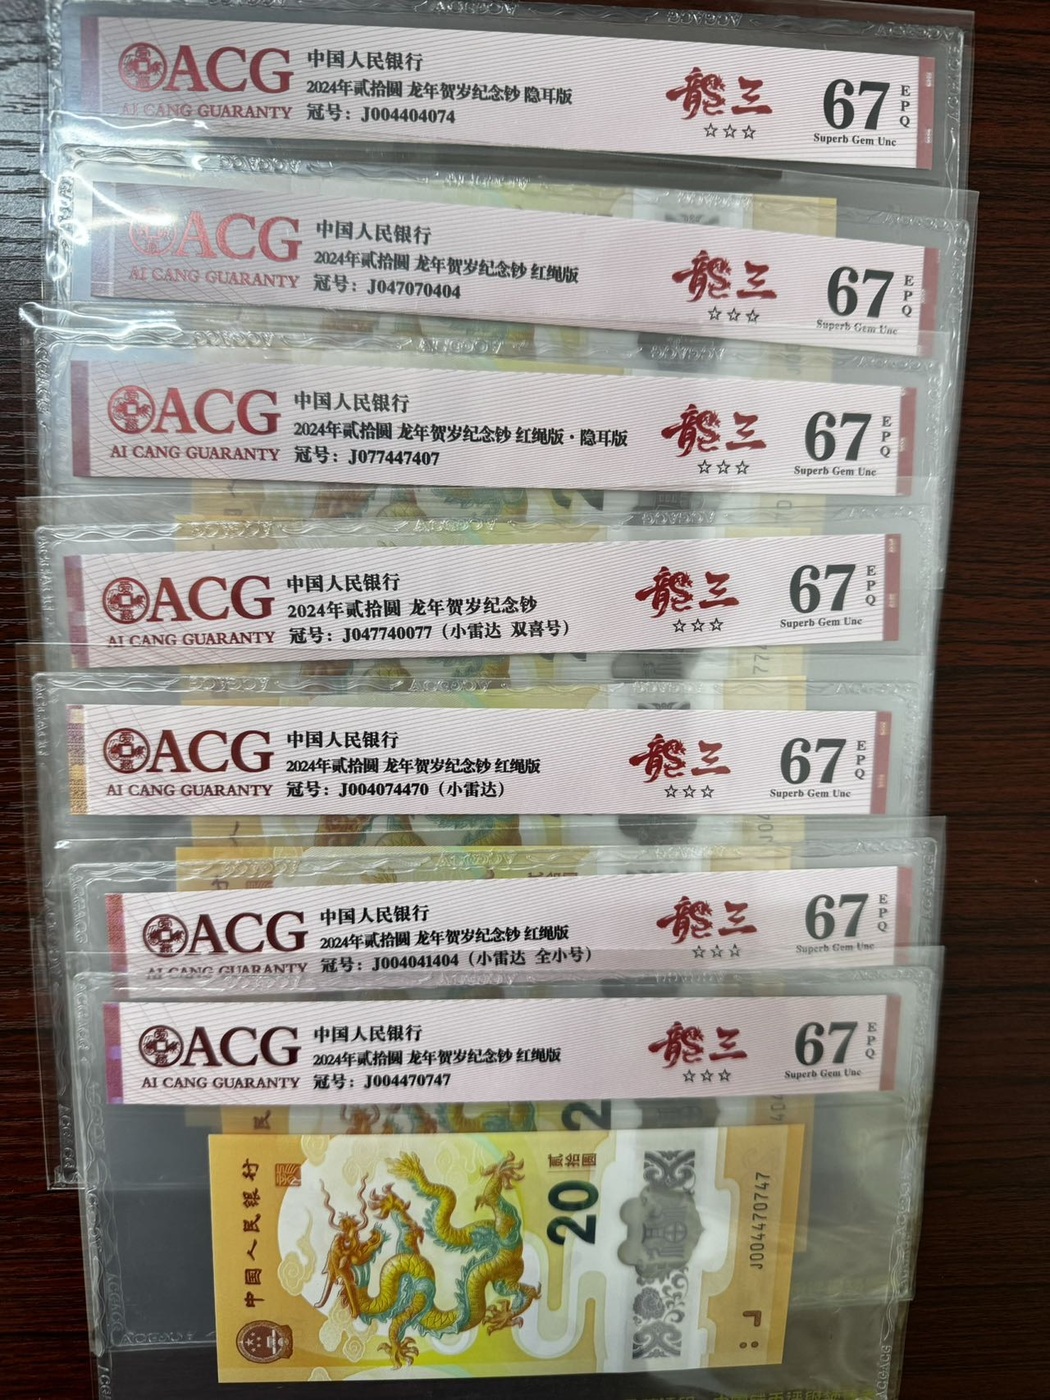 ACG
AI CANG GUARANTY
中国人民银行
2024年贰拾圆 龙年贺岁纪念钞 隐耳版
冠号：J004404074
龍三
☆☆☆
67
EPQ
Superb Gem Unc
ACG
AI CANG GUARANTY
中国人民银行
2024年贰拾圆 龙年贺岁纪念钞 红绳版
冠号：J047070404
龍三
☆☆☆
67
EPQ
Superb Gem Unc
ACG
AI CANG GUARANTY
中国人民银行
2024年贰拾圆 龙年贺岁纪念钞 红绳版·隐耳版
冠号：J077447407
龍三
☆☆☆
67
EPQ
Superb Gem Unc
ACG
AI CANG GUARANTY
中国人民银行
2024年贰拾圆 龙年贺岁纪念钞
冠号：J047740077（小雷达 双喜号）
龍三
☆☆☆
67
EPQ
Superb Gem Unc
ACG
AI CANG GUARANTY
中国人民银行
2024年贰拾圆 龙年贺岁纪念钞 红绳版
冠号：J004074470（小雷达）
龍三
☆☆☆
67
EPQ
Superb Gem Unc
ACG
AI CANG GUARANTY
中国人民银行
2024年贰拾圆 龙年贺岁纪念钞 红绳版
冠号：J004041404（小雷达 全小号）
龍三
☆☆☆
67
EPQ
Superb Gem Unc
ACG
AI CANG GUARANTY
中国人民银行
2024年贰拾圆 龙年贺岁纪念钞 红绳版
冠号：J004470747
龍三
☆☆☆
67
EPQ
Superb Gem Unc
中国人民银行
贰拾圆
20
J004470747